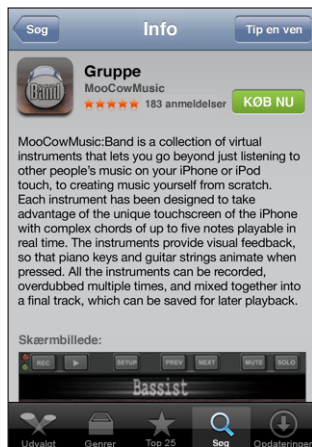 Søg
Info
Tip en ven
Band
Gruppe
MooCowMusic
183 anmeldelser
KØB NU
MooCowMusic:Band is a collection of virtual
instruments that lets you go beyond just listening to
other people's music on your iPhone or iPod
touch, to creating music yourself from scratch.
Each instrument has been designed to take
advantage of the unique touchscreen of the iPhone
with complex chords of up to five notes playable in
real time. The instruments provide visual feedback,
so that piano keys and guitar strings animate when
pressed. All the instruments can be recorded,
overdubbed multiple times, and mixed together into
a final track, which can be saved for later playback.
Skærmbillede:
REC SETUP PREV NEXT MUTE SOLO
Bassist
Udvalgt Genrer Top 25 Søg Opdateringer